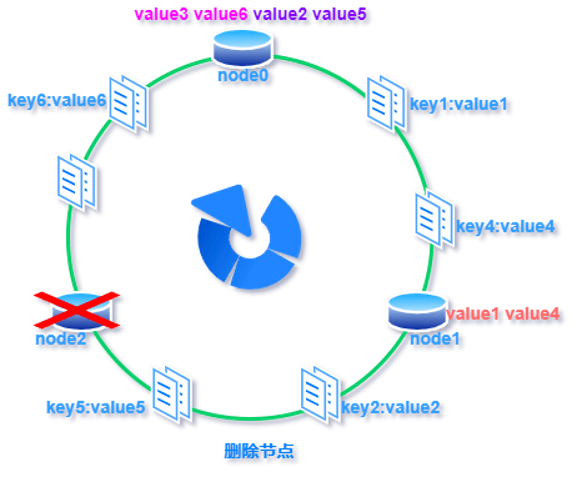 value3 value6 value2 value5
node0
key6:value6
key1:value1
key4:value4
value1 value4
node2
node1
key5:value5
key2:value2
删除节点